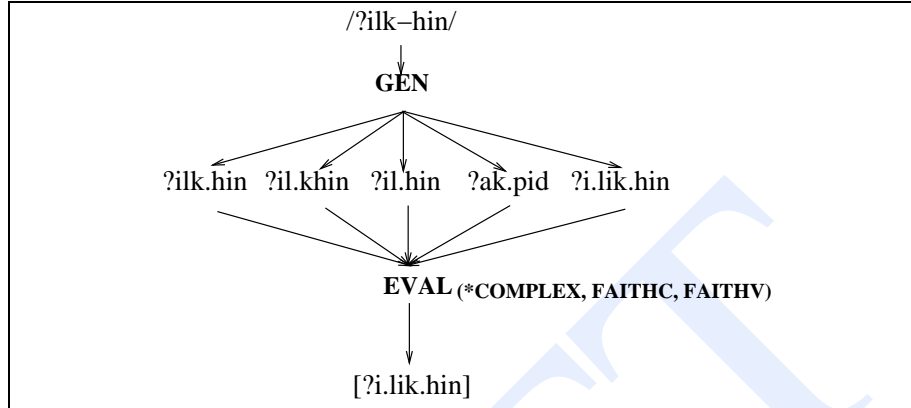 /?ilk−hin/
GEN
?ilk.hin ?il.khin ?il.hin ?ak.pid ?i.lik.hin
EVAL (*COMPLEX, FAITHC, FAITHV)
[?i.lik.hin]